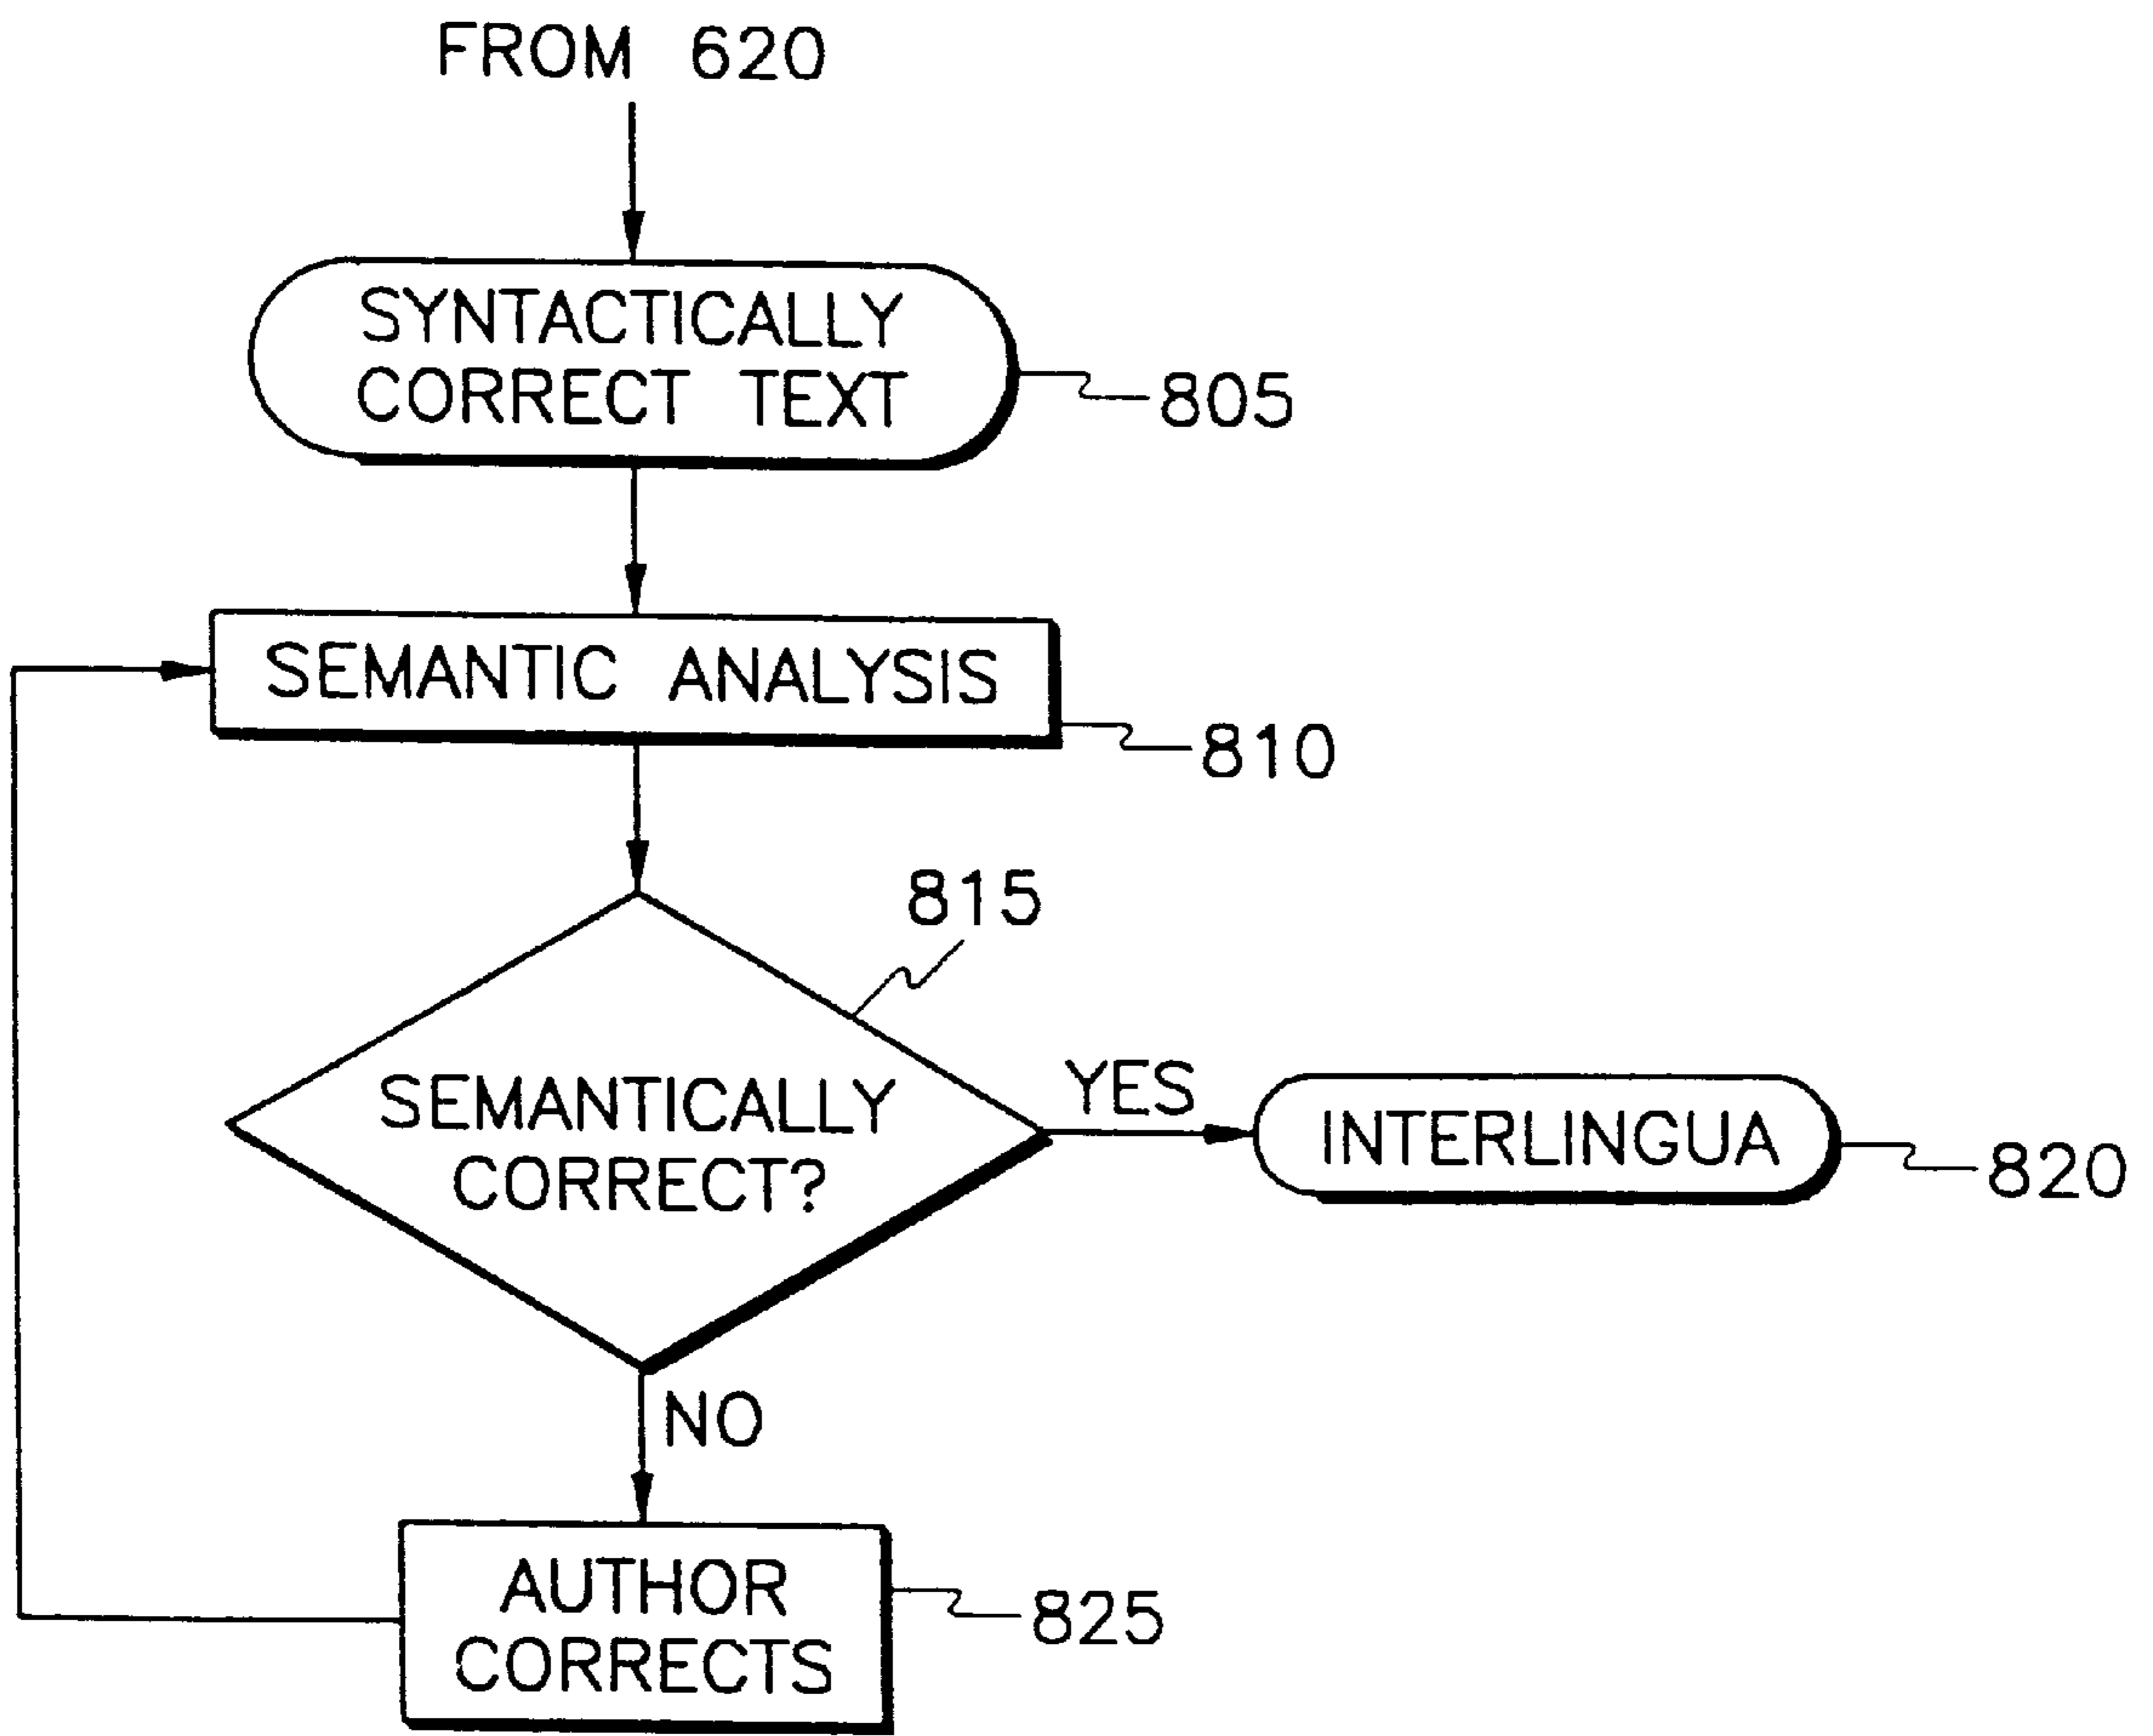 FROM 620
SYNTACTICALLY
CORRECT TEXT
805
SEMANTIC ANALYSIS
810
815
SEMANTICALLY
CORRECT?
YES
INTERLINGUA
820
NO
AUTHOR
CORRECTS
825